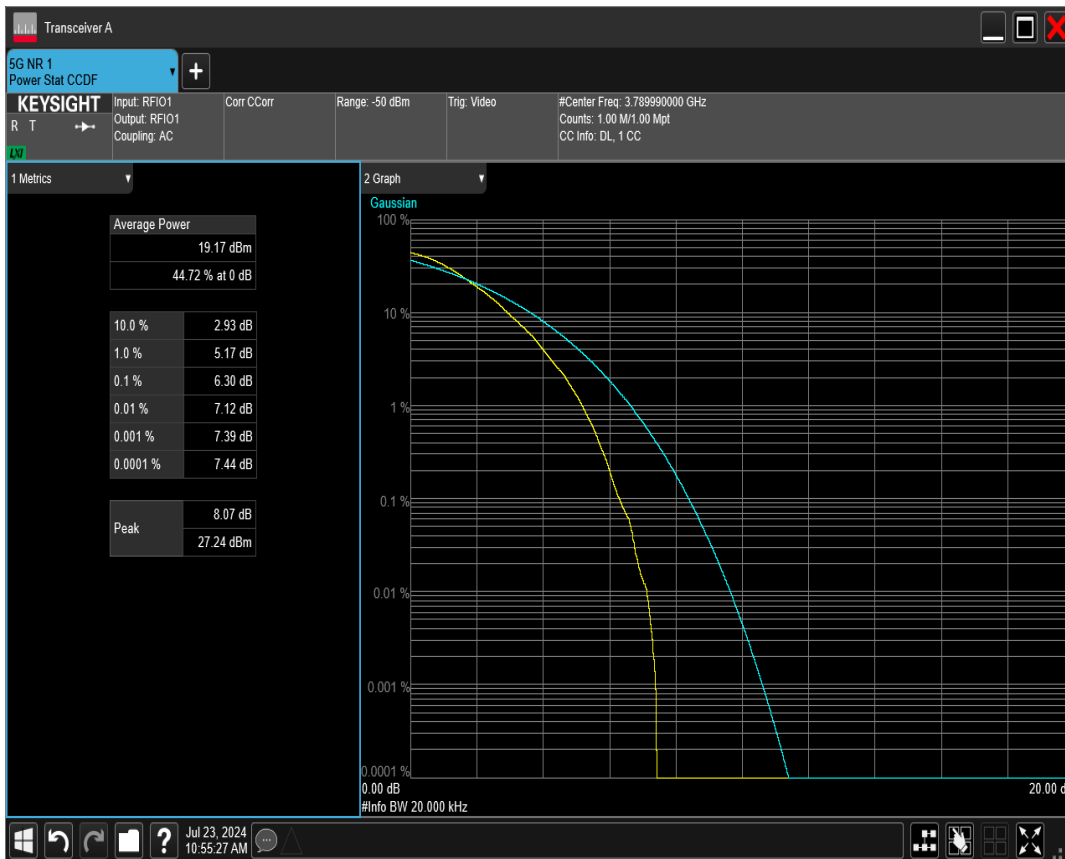 Transceiver A
5G NR 1
Power Stat CCDF
+
KEYSIGHT
R T
LXI
Input: RFIO1
Output: RFIO1
Coupling: AC
Corr CCorr
Range: -50 dBm
Trig: Video
#Center Freq: 3.789990000 GHz
Counts: 1.00 M/1.00 Mpt
CC Info: DL, 1 CC
1 Metrics
Average Power
19.17 dBm
44.72 % at 0 dB
10.0 % 2.93 dB
1.0 % 5.17 dB
0.1 % 6.30 dB
0.01 % 7.12 dB
0.001 % 7.39 dB
0.0001 % 7.44 dB
Peak
8.07 dB
27.24 dBm
2 Graph
Gaussian
100 %
10 %
1 %
0.1 %
0.01 %
0.001 %
0.0001 %
0.00 dB
20.00 d
#Info BW 20.000 kHz
?
Jul 23, 2024
10:55:27 AM